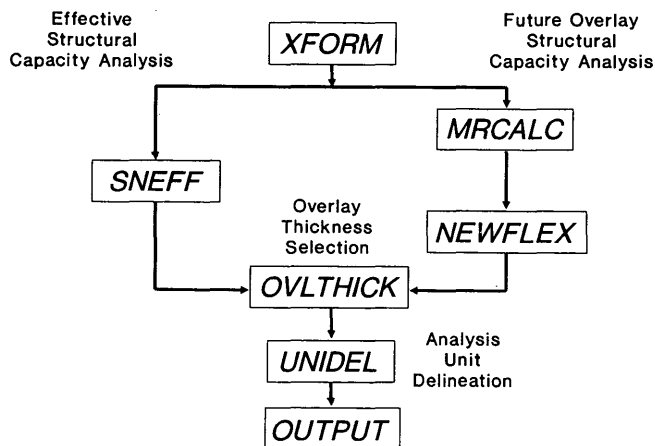 Effective
Structural
Capacity Analysis
XFORM
Future Overlay
Structural
Capacity Analysis
MRCALC
SNEFF
Overlay
Thickness
Selection
NEWFLEX
OVLTHICK
UNIDEL
Analysis
Unit
Delineation
OUTPUT